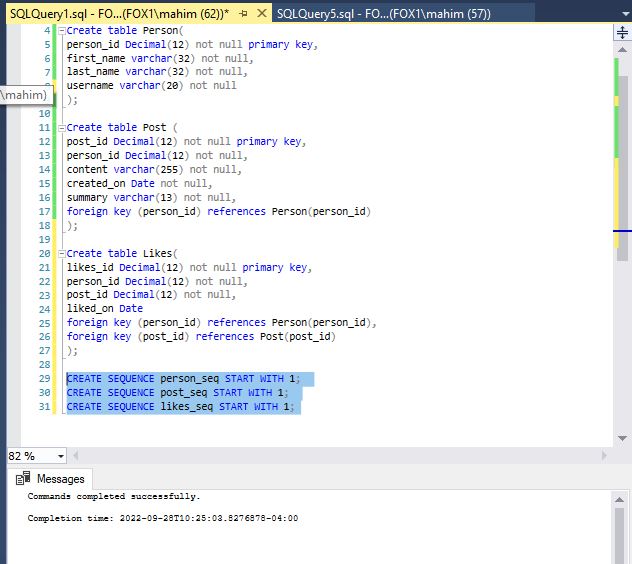 SQLQuery1.sql - FO...(FOX1\mahim (62))* SQLQuery5.sql - FO...(FOX1\mahim (57))
4 Create table Person(
5 person_id Decimal(12) not null primary key,
6 first_name varchar(32) not null,
7 last_name varchar(32) not null,
username varchar(20) not null
\mahim)
);
10
11 Create table Post (
12 post_id Decimal(12) not null primary key,
13 person_id Decimal(12) not null,
14 content varchar(255) not null,
15 created_on Date not null,
16 summary varchar(13) not null,
17 foreign key (person_id) references Person(person_id)
18 );
19
20 Create table Likes(
21 likes_id Decimal(12) not null primary key,
22 person_id Decimal(12) not null,
23 post_id Decimal(12) not null,
24 liked_on Date
25 foreign key (person_id) references Person(person_id),
26 foreign key (post_id) references Post(post_id)
27 );
28
29 CREATE SEQUENCE person_seq START WITH 1;
30 CREATE SEQUENCE post_seq START WITH 1;
31 CREATE SEQUENCE likes_seq START WITH 1;
82 %
Messages
Commands completed successfully.
Completion time: 2022-09-28T10:25:03.8276878-04:00